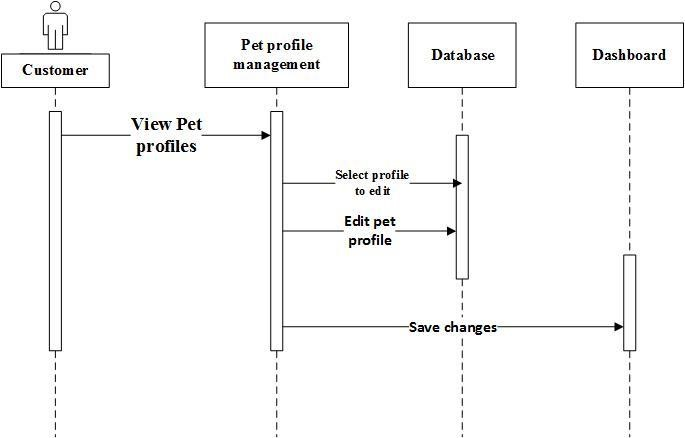 Customer
Pet profile
management
Database
Dashboard
View Pet
profiles
Select profile
to edit
Edit pet
profile
Save changes